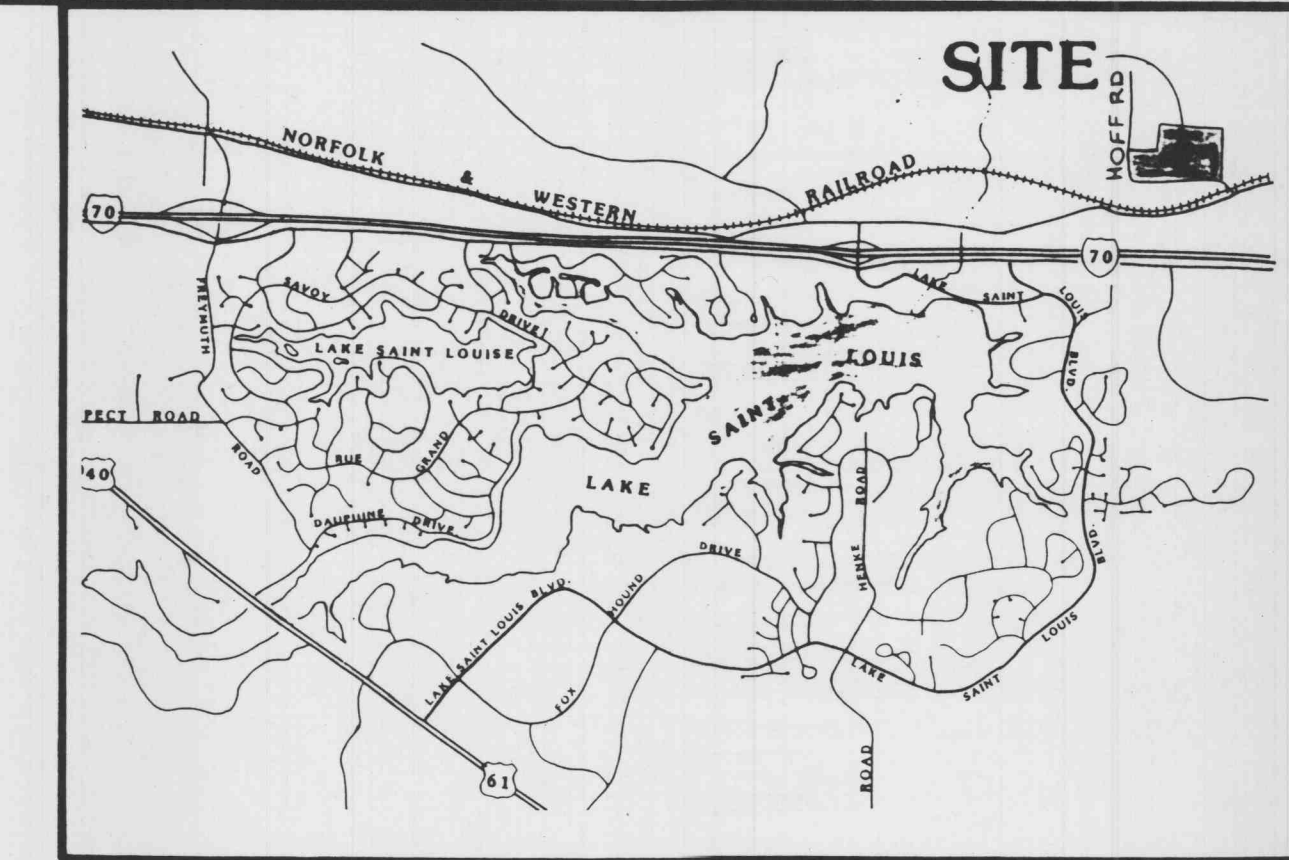 SITE
HOFF RD
NORFOLK & WESTERN RAILROAD
70
70
FREYMUTH ROAD
SAVOY DRIVE
LAKE SAINT LOUISE
LAKE SAINT LOUIS BLVD.
PECT ROAD
40
RUE GRAND
DAUPHINE DRIVE
LAKE SAINT LOUIS
HENKE ROAD
FOX HOUND DRIVE
LAKE SAINT LOUIS BLVD.
LAKE SAINT LOUIS BLVD.
61
ROAD